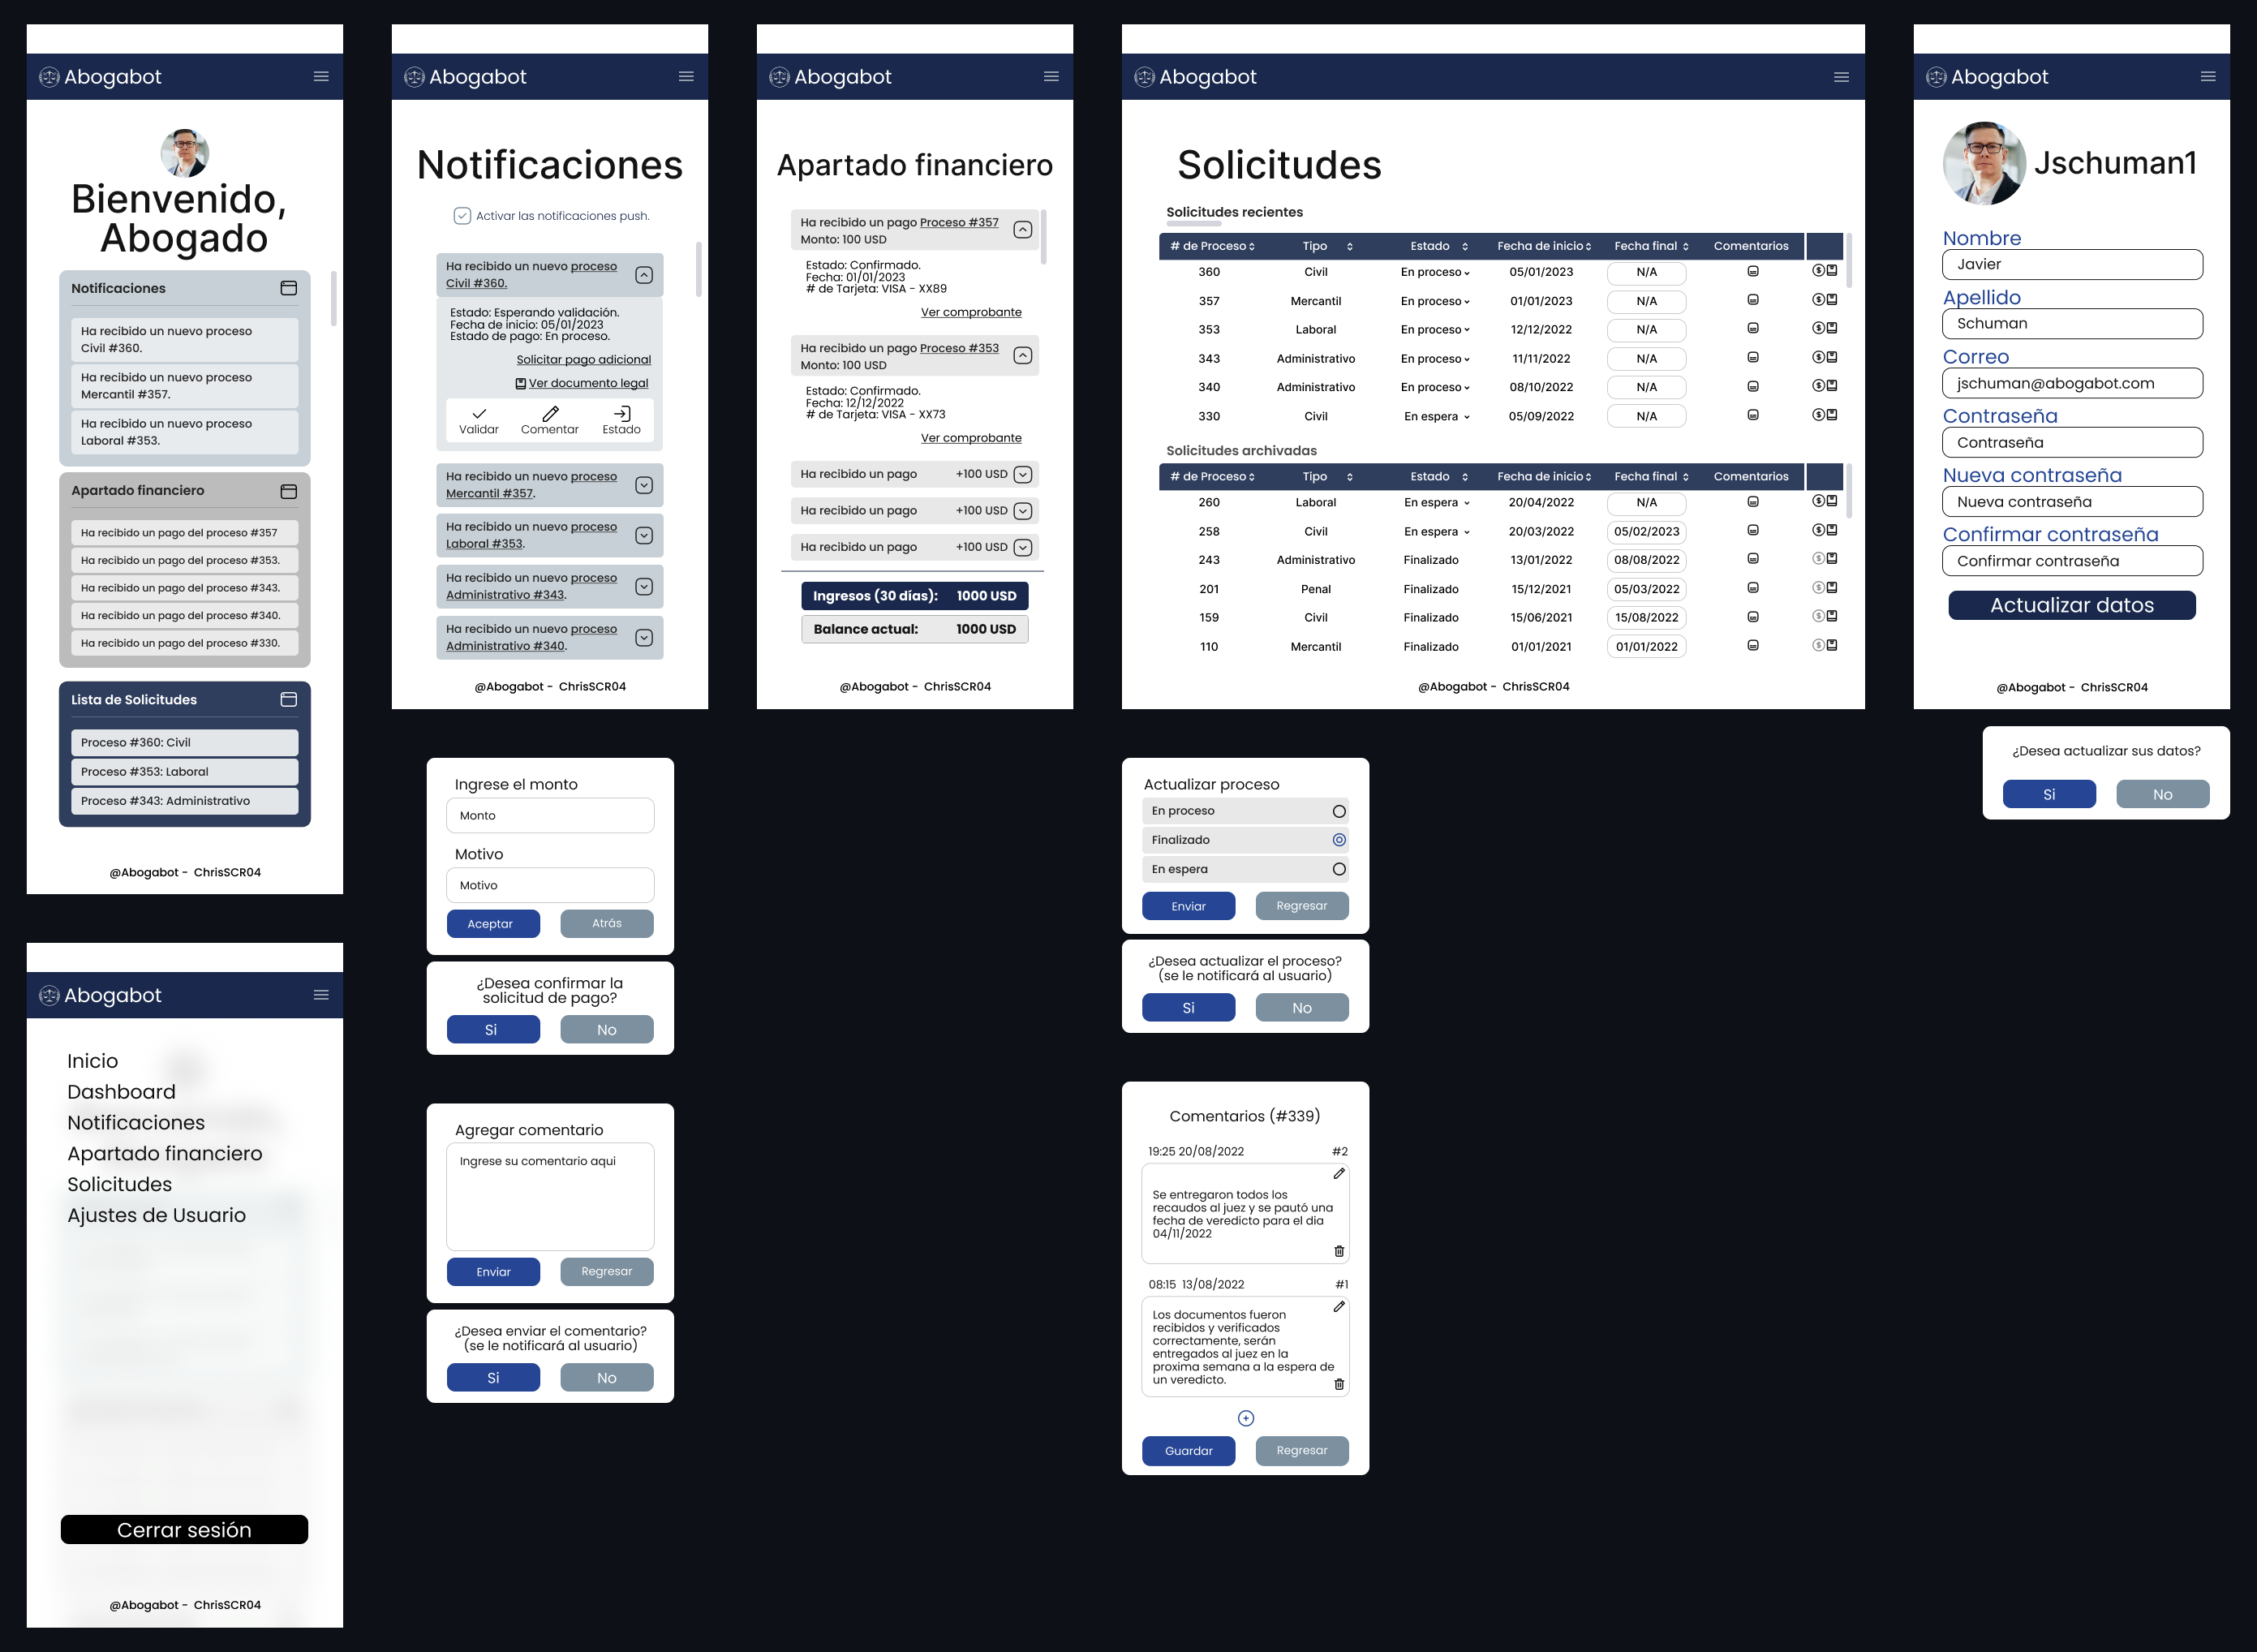 Abogabot
Bienvenido,
Abogado
Notificaciones
Ha recibido un nuevo proceso
Civil #360.
Ha recibido un nuevo proceso
Mercantil #357.
Ha recibido un nuevo proceso
Laboral #353.
Apartado financiero
Ha recibido un pago del proceso #357
Ha recibido un pago del proceso #353.
Ha recibido un pago del proceso #343.
Ha recibido un pago del proceso #340.
Ha recibido un pago del proceso #330.
Lista de Solicitudes
Proceso #360: Civil
Proceso #353: Laboral
Proceso #343: Administrativo
@Abogabot - ChrisSCR04
Abogabot
Inicio
Dashboard
Notificaciones
Apartado financiero
Solicitudes
Ajustes de Usuario
Cerrar sesión
@Abogabot - ChrisSCR04
Abogabot
Notificaciones
Activar las notificaciones push.
Ha recibido un nuevo proceso
Civil #360.
Estado: Esperando validación.
Fecha de inicio: 05/01/2023
Estado de pago: En proceso.
Solicitar pago adicional
Ver documento legal
Validar Comentar Estado
Ha recibido un nuevo proceso
Mercantil #357.
Ha recibido un nuevo proceso
Laboral #353.
Ha recibido un nuevo proceso
Administrativo #343.
Ha recibido un nuevo proceso
Administrativo #340.
@Abogabot - ChrisSCR04
Ingrese el monto
Monto
Motivo
Motivo
Aceptar Atrás
¿Desea confirmar la
solicitud de pago?
Si No
Agregar comentario
Ingrese su comentario aqui
Enviar Regresar
¿Desea enviar el comentario?
(se le notificará al usuario)
Si No
Abogabot
Apartado financiero
Ha recibido un pago Proceso #357
Monto: 100 USD
Estado: Confirmado.
Fecha: 01/01/2023
# de Tarjeta: VISA - XX89
Ver comprobante
Ha recibido un pago Proceso #353
Monto: 100 USD
Estado: Confirmado.
Fecha: 12/12/2022
# de Tarjeta: VISA - XX73
Ver comprobante
Ha recibido un pago +100 USD
Ha recibido un pago +100 USD
Ha recibido un pago +100 USD
Ingresos (30 días): 1000 USD
Balance actual: 1000 USD
@Abogabot - ChrisSCR04
Abogabot
Solicitudes
Solicitudes recientes
# de Proceso Tipo Estado Fecha de inicio Fecha final Comentarios
360 Civil En proceso 05/01/2023 N/A
357 Mercantil En proceso 01/01/2023 N/A
353 Laboral En proceso 12/12/2022 N/A
343 Administrativo En proceso 11/11/2022 N/A
340 Administrativo En proceso 08/10/2022 N/A
330 Civil En espera 05/09/2022 N/A
Solicitudes archivadas
# de Proceso Tipo Estado Fecha de inicio Fecha final Comentarios
260 Laboral En espera 20/04/2022 N/A
258 Civil En espera 20/03/2022 05/02/2023
243 Administrativo Finalizado 13/01/2022 08/08/2022
201 Penal Finalizado 15/12/2021 05/03/2022
159 Civil Finalizado 15/06/2021 15/08/2022
110 Mercantil Finalizado 01/01/2021 01/01/2022
@Abogabot - ChrisSCR04
Actualizar proceso
En proceso
Finalizado
En espera
Enviar Regresar
¿Desea actualizar el proceso?
(se le notificará al usuario)
Si No
Comentarios (#339)
19:25 20/08/2022 #2
Se entregaron todos los
recaudos al juez y se pautó una
fecha de veredicto para el dia
04/11/2022
08:15 13/08/2022 #1
Los documentos fueron
recibidos y verificados
correctamente, serán
entregados al juez en la
proxima semana a la espera de
un veredicto.
Guardar Regresar
Abogabot
Jschuman1
Nombre
Javier
Apellido
Schuman
Correo
jschuman@abogabot.com
Contraseña
Contraseña
Nueva contraseña
Nueva contraseña
Confirmar contraseña
Confirmar contraseña
Actualizar datos
@Abogabot - ChrisSCR04
¿Desea actualizar sus datos?
Si No